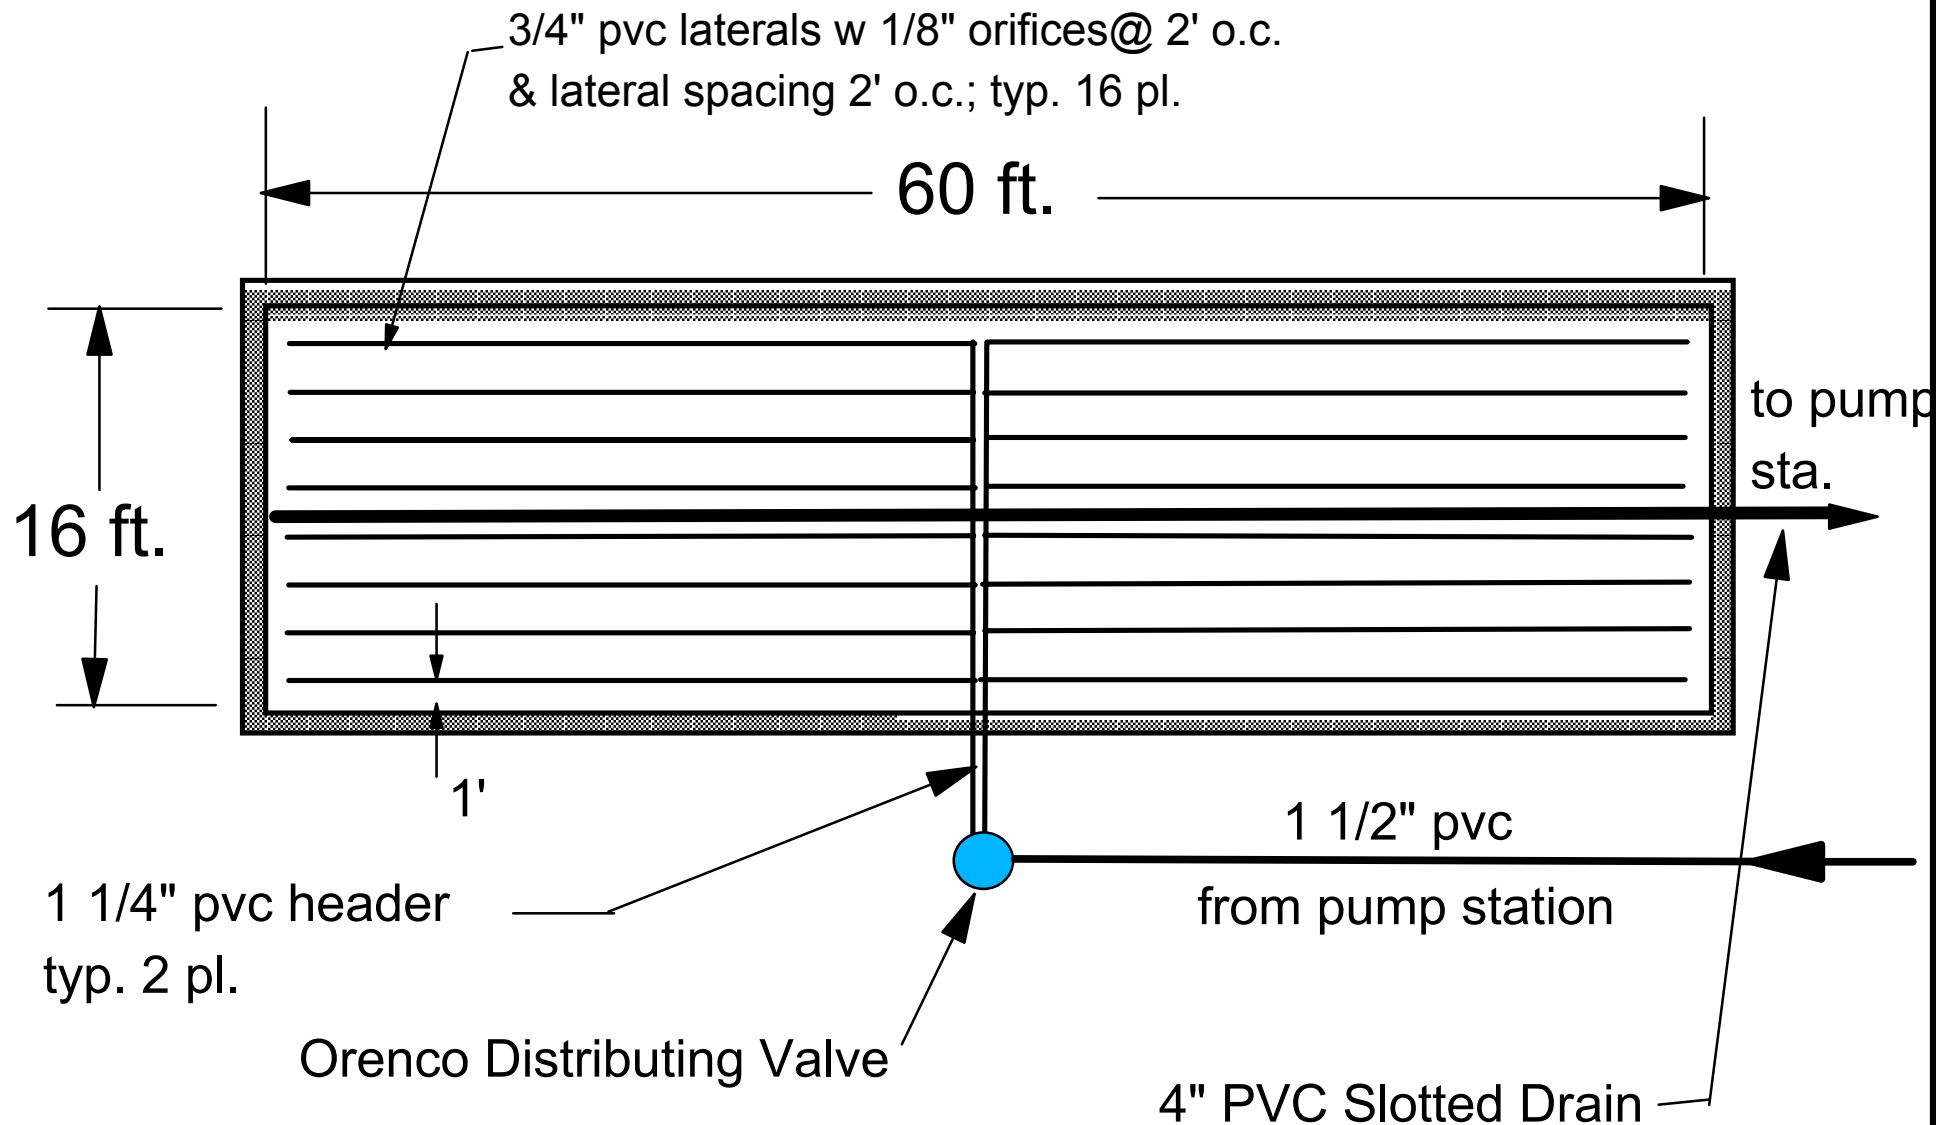 3/4" pvc laterals w 1/8" orifices@ 2' o.c.
& lateral spacing 2' o.c.; typ. 16 pl.
60 ft.
to pump
sta.
16 ft.
1'
1 1/2" pvc
from pump station
1 1/4" pvc header
typ. 2 pl.
Orenco Distributing Valve
4" PVC Slotted Drain